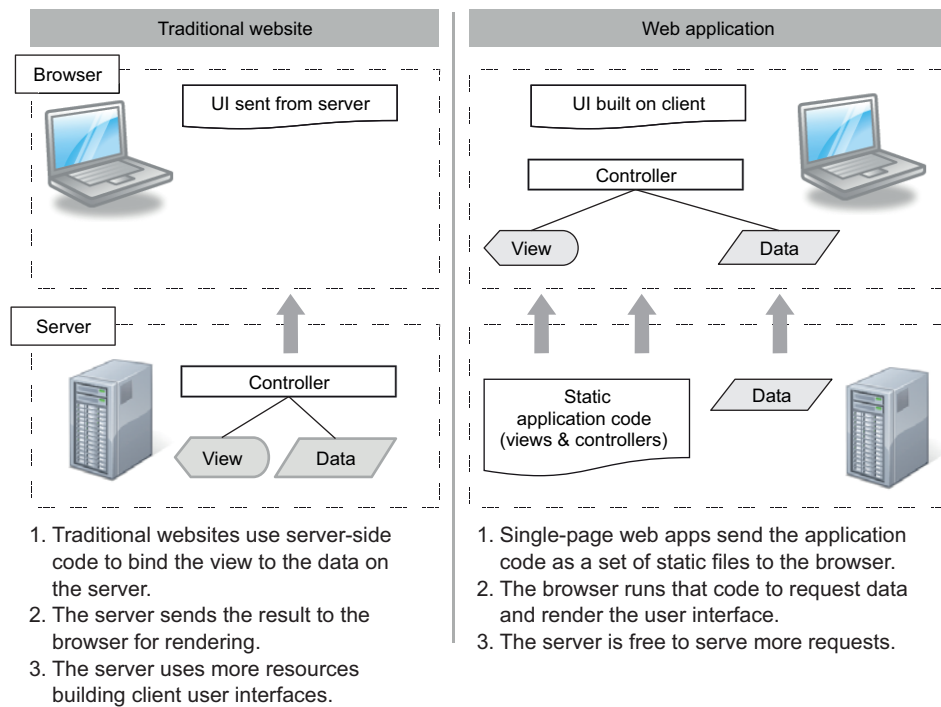 Traditional website
Browser
UI sent from server
Server
Controller
View
Data
1. Traditional websites use server-side
code to bind the view to the data on
the server.
2. The server sends the result to the
browser for rendering.
3. The server uses more resources
building client user interfaces.
Web application
UI built on client
Controller
View
Data
Static
application code
(views & controllers)
Data
1. Single-page web apps send the application
code as a set of static files to the browser.
2. The browser runs that code to request data
and render the user interface.
3. The server is free to serve more requests.